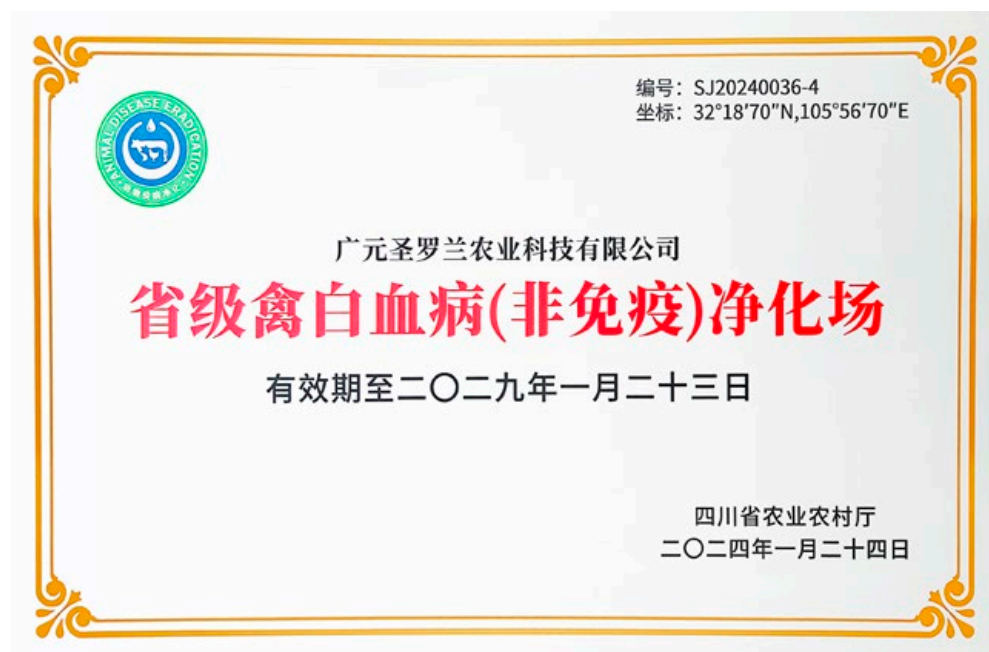 编号：SJ20240036-4
坐标：32°18′70″N,105°56′70″E
ANIMAL DISEASE ERADICATION
广元圣罗兰农业科技有限公司
省级禽白血病(非免疫)净化场
有效期至二〇二九年一月二十三日
四川省农业农村厅
二〇二四年一月二十四日